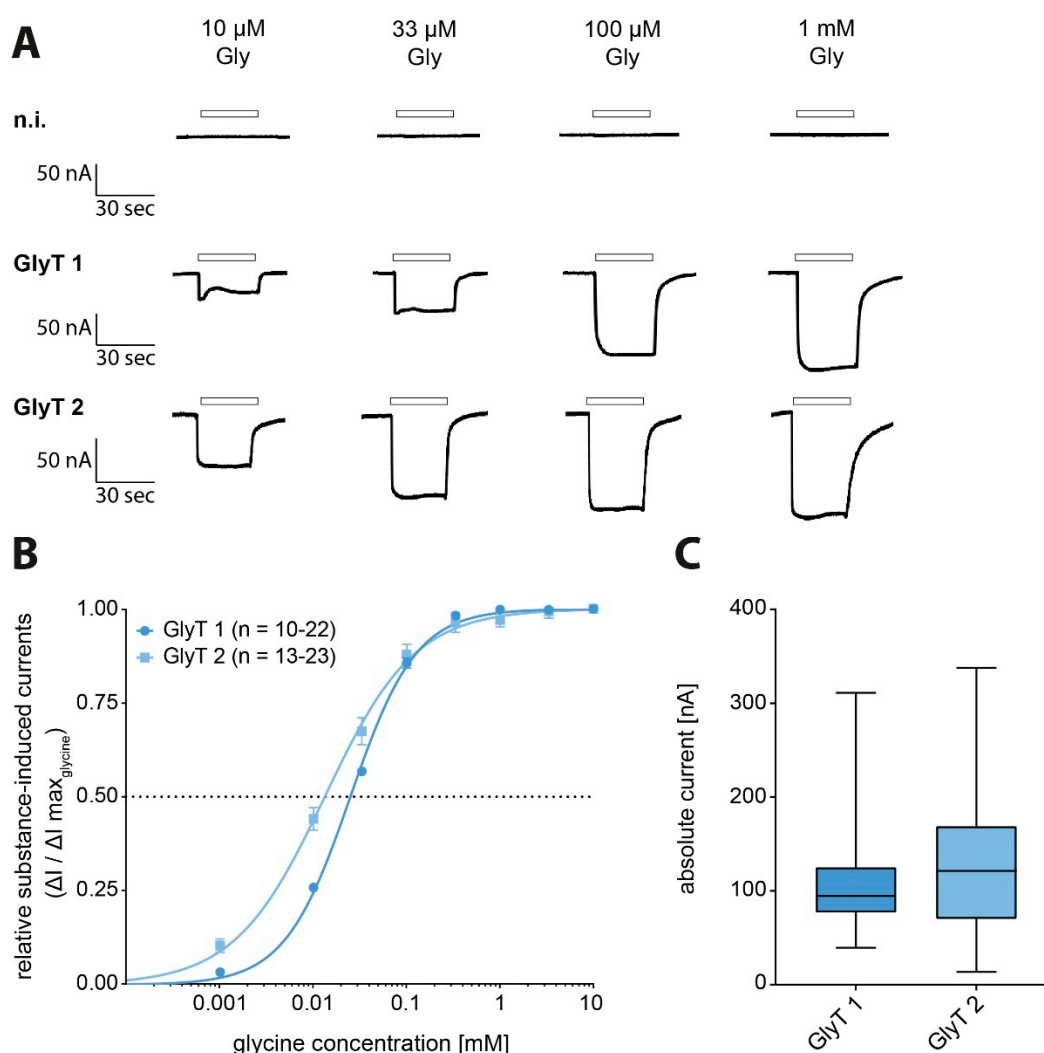 A
10 µM
Gly
33 µM
Gly
100 µM
Gly
1 mM
Gly
n.i.
50 nA
30 sec
GlyT 1
50 nA
30 sec
GlyT 2
50 nA
30 sec
B
relative substance-induced currents
(ΔI / ΔI max glycine)
1.00
0.75
0.50
0.25
0.00
GlyT 1 (n = 10-22)
GlyT 2 (n = 13-23)
0.001
0.01
0.1
1
10
glycine concentration [mM]
C
absolute current [nA]
400
300
200
100
0
GlyT 1
GlyT 2